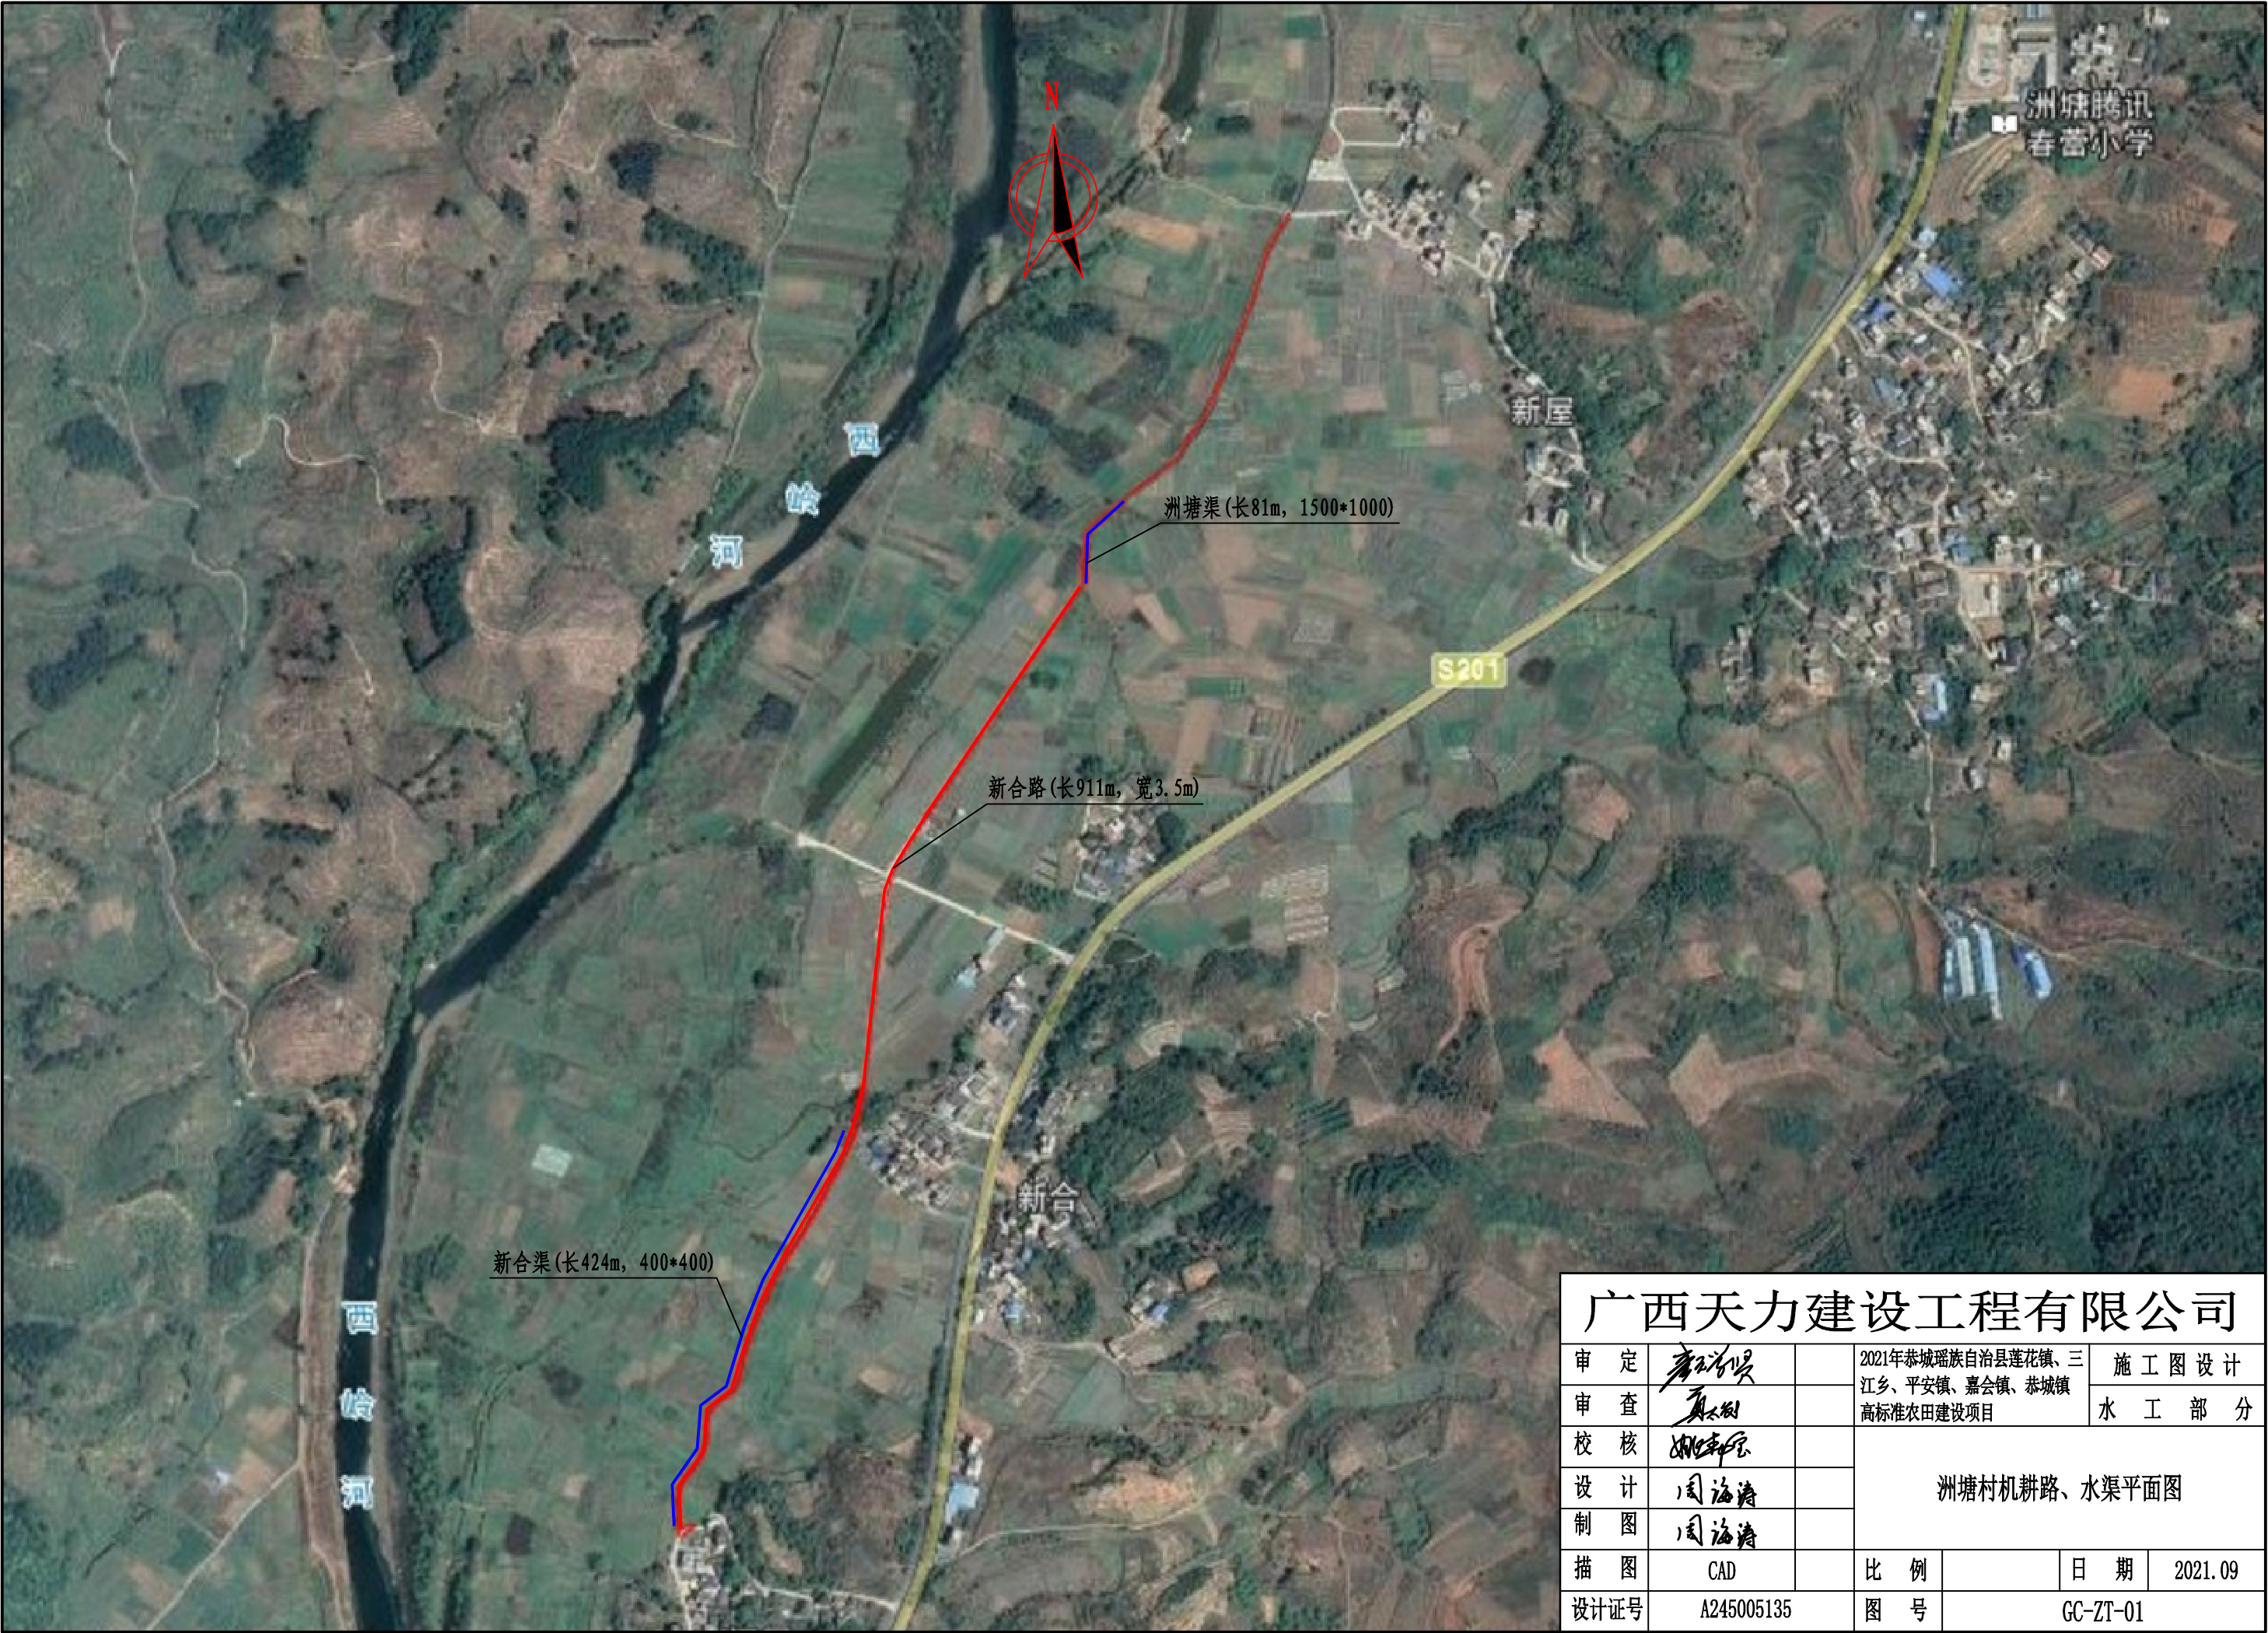 N
洲塘腾讯
春蕾小学
新屋
西
岭
河
洲塘渠(长81m, 1500*1000)
S201
新合路(长911m, 宽3.5m)
新合
新合渠(长424m, 400*400)
西
岭
河
广西天力建设工程有限公司
审 定
2021年恭城瑶族自治县莲花镇、三
江乡、平安镇、嘉会镇、恭城镇
高标准农田建设项目
施工图设计
审 查
水 工 部 分
校 核
设 计 周海涛
洲塘村机耕路、水渠平面图
制 图 周海涛
描 图 CAD 比 例 日 期 2021.09
设计证号 A245005135 图 号 GC-ZT-01